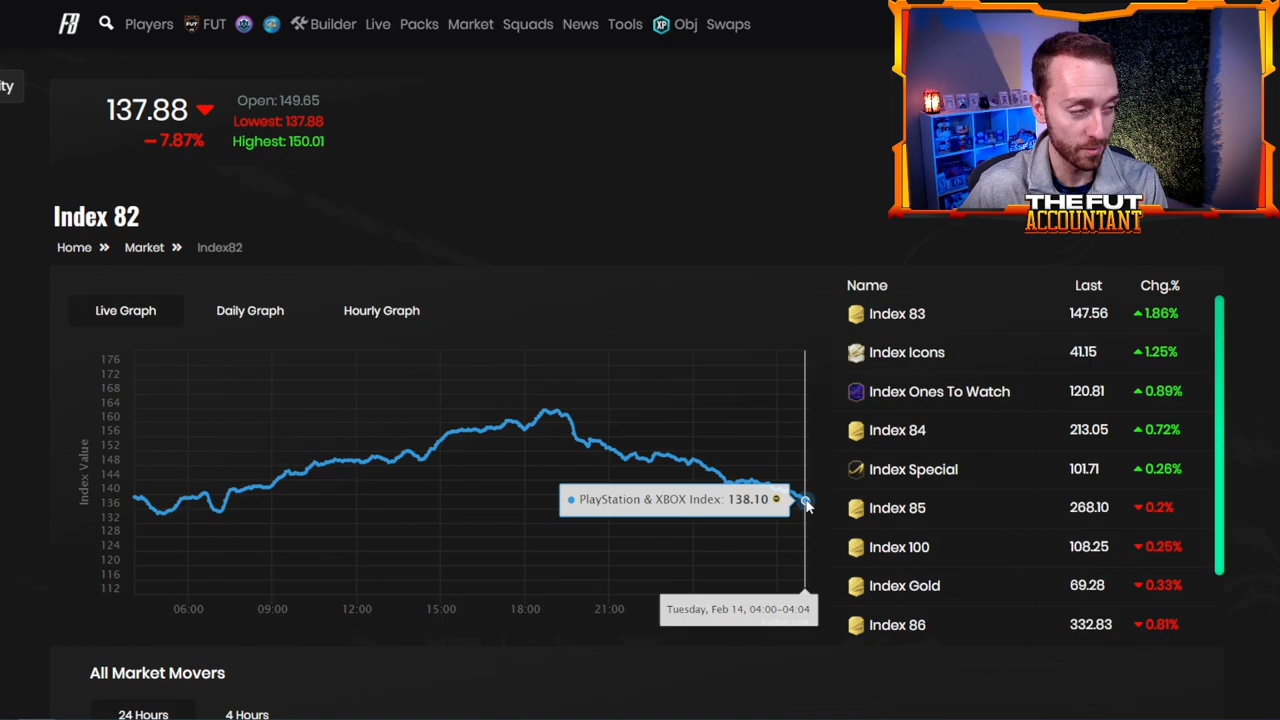 Players FUT Builder Live Packs Market Squads News Tools XP Obj Swaps
ty
137.88
Open: 149.65
Lowest: 137.88
– 7.87%
Highest: 150.01
THE FUT
ACCOUNTANT
Index 82
Home » Market » Index82
Live Graph Daily Graph Hourly Graph
Name Last Chg.%
Index 83 147.56 1.86%
Index Icons 41.15 1.25%
Index Ones To Watch 120.81 0.89%
Index 84 213.05 0.72%
Index Special 101.71 0.26%
Index 85 268.10 0.2%
Index 100 108.25 0.25%
Index Gold 69.28 0.33%
Index 86 332.83 0.81%
Index Value
176
172
168
164
160
156
152
148
144
140
136
132
128
124
120
116
112
PlayStation & XBOX Index: 138.10
06:00 09:00 12:00 15:00 18:00 21:00
Tuesday, Feb 14, 04:00-04:04
All Market Movers
24 Hours 4 Hours